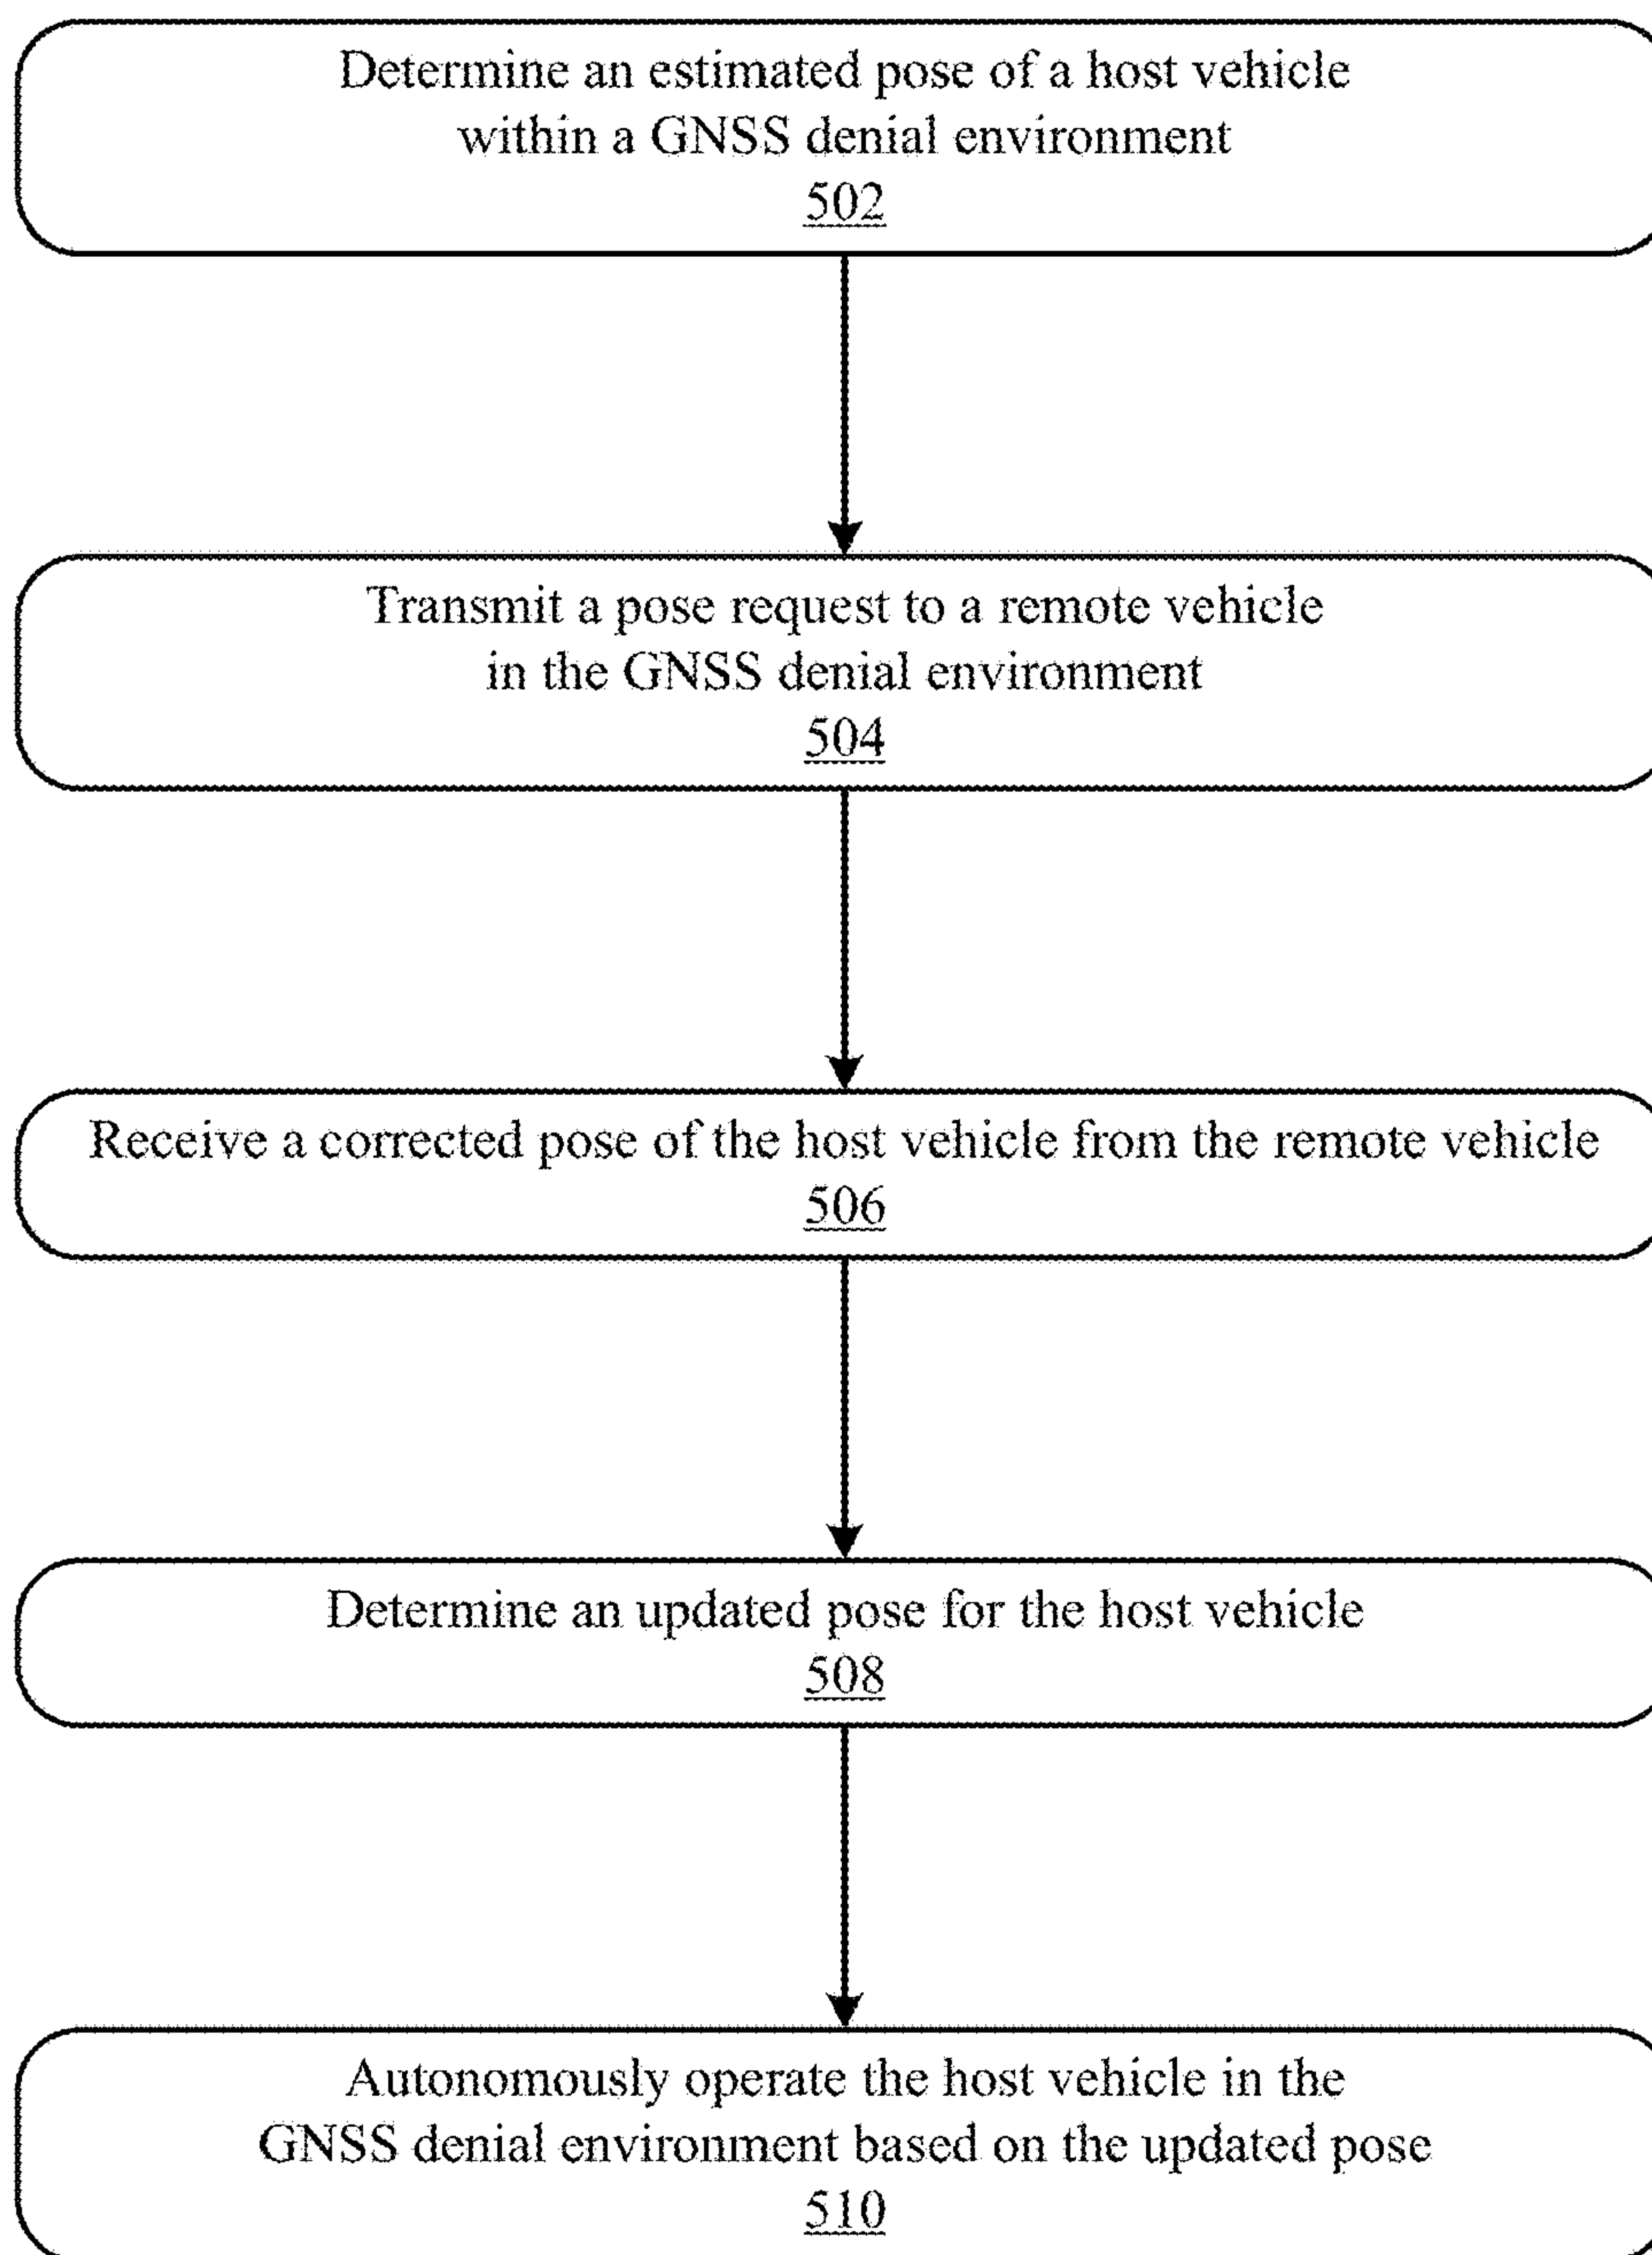 Determine an estimated pose of a host vehicle
within a GNSS denial environment
502
Transmit a pose request to a remote vehicle
in the GNSS denial environment
504
Receive a corrected pose of the host vehicle from the remote vehicle
506
Determine an updated pose for the host vehicle
508
Autonomously operate the host vehicle in the
GNSS denial environment based on the updated pose
510